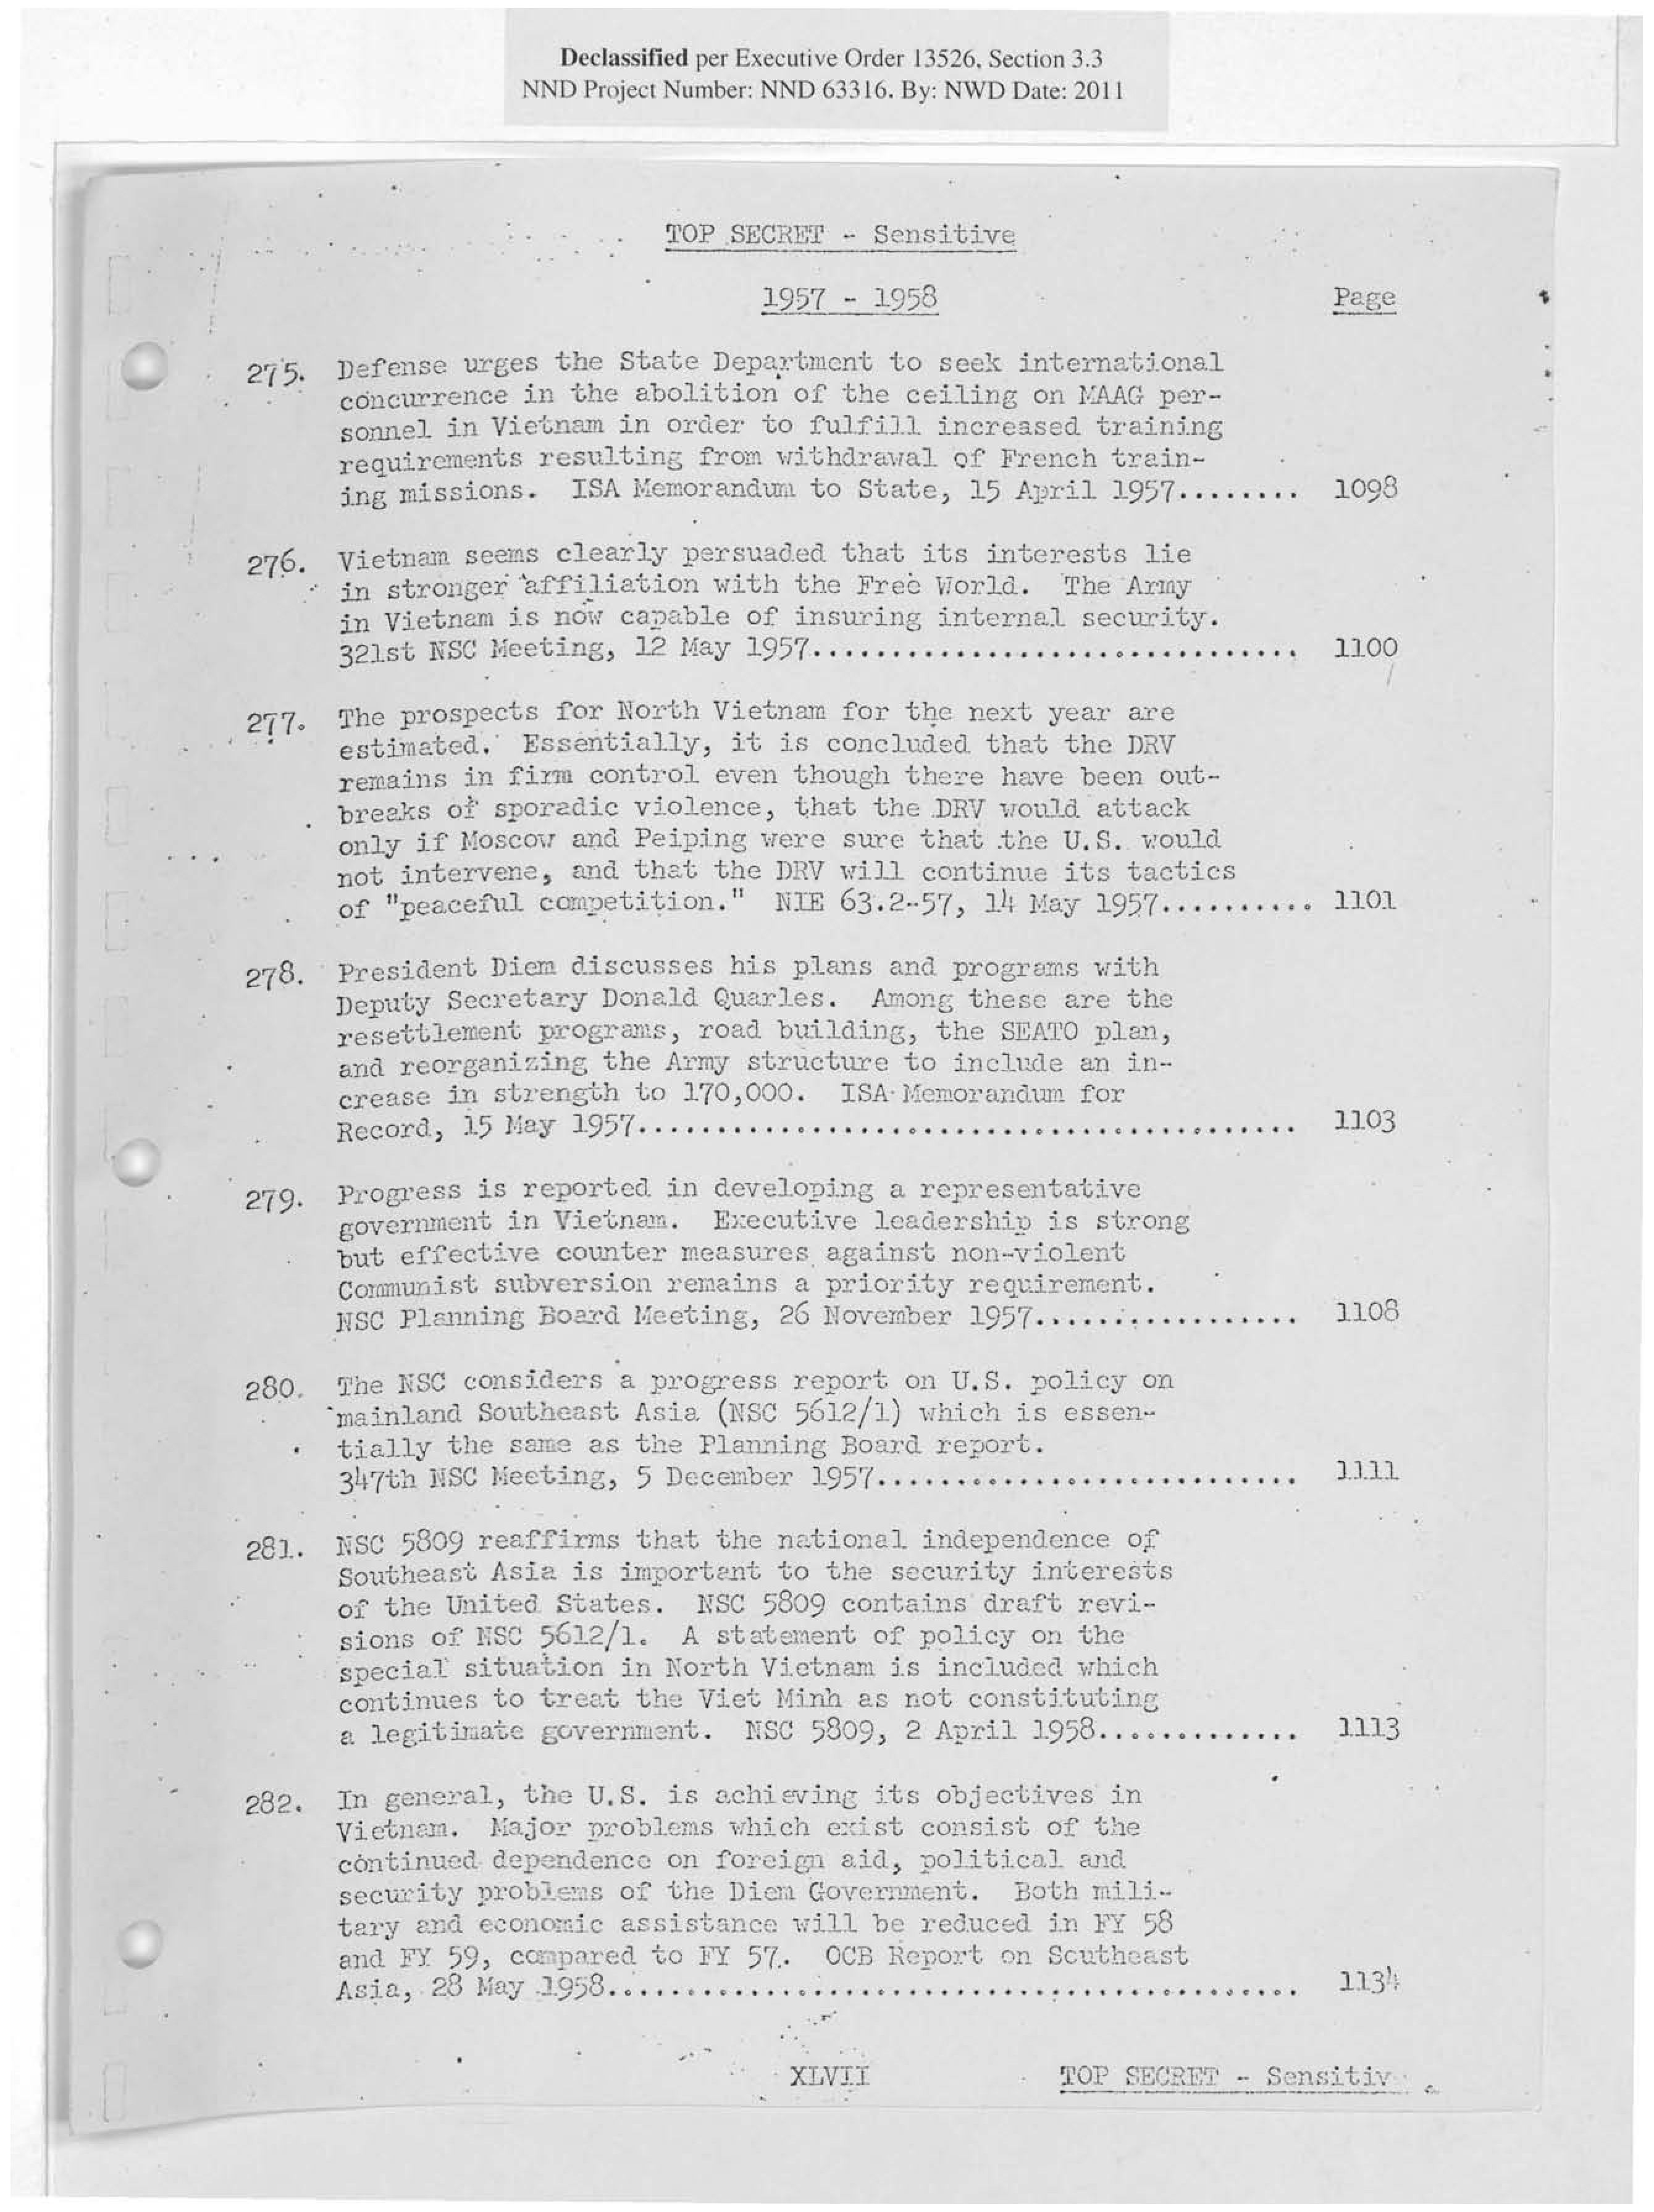 Declassified per Executive Order 13526, Section 3.3
NND Project Number: NND 63316. By: NWD Date: 2011
TOP SECRET - Sensitive
1957 - 1958 Page
275. Defense urges the State Department to seek international
concurrence in the abolition of the ceiling on MAAG per-
sonnel in Vietnam in order to fulfill increased training
requirements resulting from withdrawal of French train-
ing missions. ISA Memorandum to State, 15 April 1957........ 1098
276. Vietnam seems clearly persuaded that its interests lie
in stronger affiliation with the Free World. The Army
in Vietnam is now capable of insuring internal security.
321st NSC Meeting, 12 May 1957............................... 1100
277. The prospects for North Vietnam for the next year are
estimated. Essentially, it is concluded that the DRV
remains in firm control even though there have been out-
breaks of sporadic violence, that the DRV would attack
only if Moscow and Peiping were sure that the U.S. would
not intervene, and that the DRV will continue its tactics
of "peaceful competition." NIE 63.2-57, 14 May 1957.......... 1101
278. President Diem discusses his plans and programs with
Deputy Secretary Donald Quarles. Among these are the
resettlement programs, road building, the SEATO plan,
and reorganizing the Army structure to include an in-
crease in strength to 170,000. ISA Memorandum for
Record, 15 May 1957.......................................... 1103
279. Progress is reported in developing a representative
government in Vietnam. Executive leadership is strong
but effective counter measures against non-violent
Communist subversion remains a priority requirement.
NSC Planning Board Meeting, 26 November 1957................. 1108
280. The NSC considers a progress report on U.S. policy on
mainland Southeast Asia (NSC 5612/1) which is essen-
tially the same as the Planning Board report.
347th NSC Meeting, 5 December 1957........................... 1111
281. NSC 5809 reaffirms that the national independence of
Southeast Asia is important to the security interests
of the United States. NSC 5809 contains draft revi-
sions of NSC 5612/1. A statement of policy on the
special situation in North Vietnam is included which
continues to treat the Viet Minh as not constituting
a legitimate government. NSC 5809, 2 April 1958............. 1113
282. In general, the U.S. is achieving its objectives in
Vietnam. Major problems which exist consist of the
continued dependence on foreign aid, political and
security problems of the Diem Government. Both mili-
tary and economic assistance will be reduced in FY 58
and FY 59, compared to FY 57. OCB Report on Southeast
Asia, 28 May 1958............................................ 1134
XLVII TOP SECRET - Sensitiv